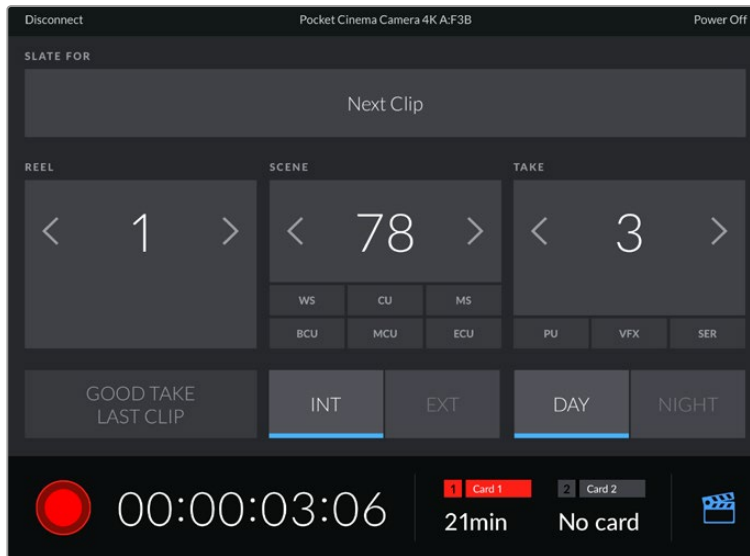 Disconnect Pocket Cinema Camera 4K A:F3B Power Off
SLATE FOR
Next Clip
REEL SCENE TAKE
1 78 3
WS CU MS
BCU MCU ECU PU VFX SER
GOOD TAKE
LAST CLIP
INT EXT DAY NIGHT
00:00:03:06
1 Card 1 2 Card 2
21min No card